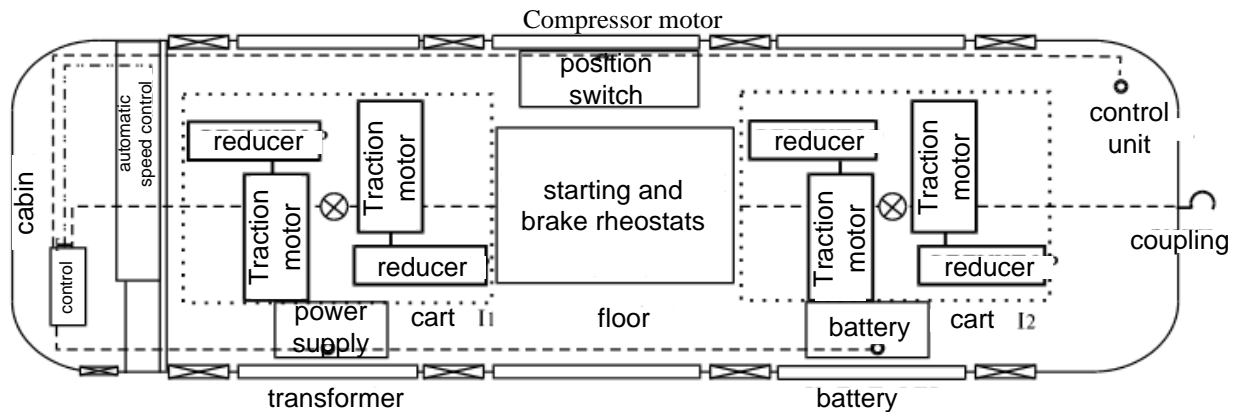 Compressor motor
position
switch
automatic
speed control
cabin
control
reducer
Traction
motor
Traction
motor
reducer
starting and
brake rheostats
reducer
Traction
motor
Traction
motor
reducer
control
unit
coupling
power
supply
cart I1
floor
battery
cart I2
transformer
battery